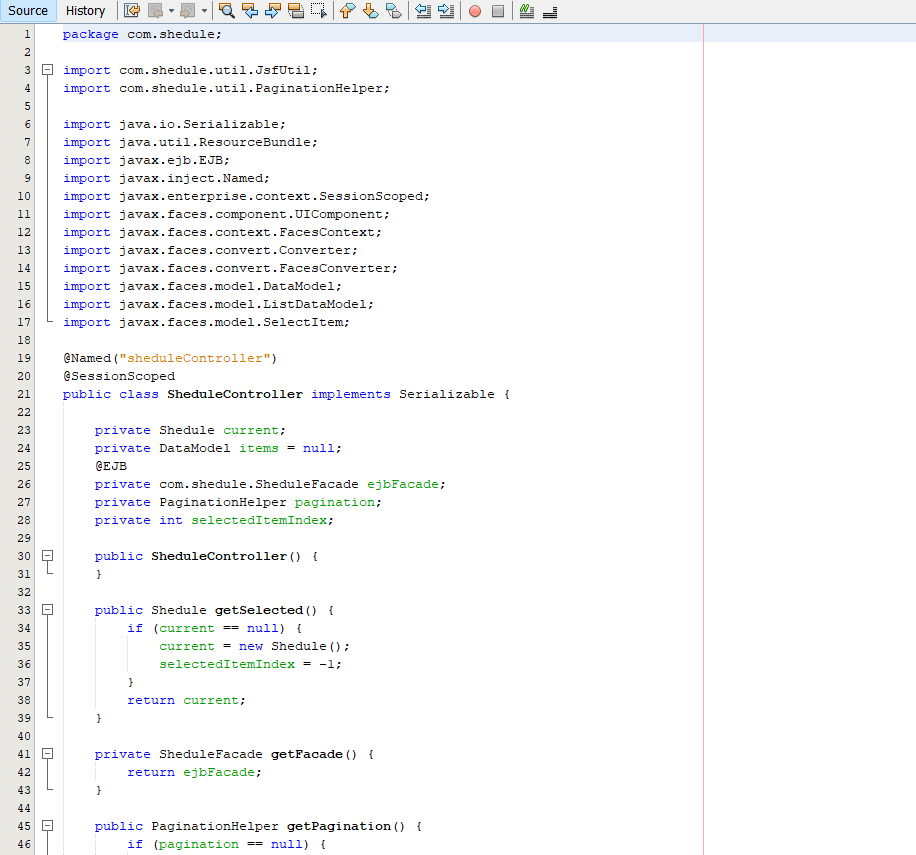 Source History
1 package com.shedule;
2
3 import com.shedule.util.JsfUtil;
4 import com.shedule.util.PaginationHelper;
5
6 import java.io.Serializable;
7 import java.util.ResourceBundle;
8 import javax.ejb.EJB;
9 import javax.inject.Named;
10 import javax.enterprise.context.SessionScoped;
11 import javax.faces.component.UIComponent;
12 import javax.faces.context.FacesContext;
13 import javax.faces.convert.Converter;
14 import javax.faces.convert.FacesConverter;
15 import javax.faces.model.DataModel;
16 import javax.faces.model.ListDataModel;
17 import javax.faces.model.SelectItem;
18
19 @Named("sheduleController")
20 @SessionScoped
21 public class SheduleController implements Serializable {
22
23 private Shedule current;
24 private DataModel items = null;
25 @EJB
26 private com.shedule.SheduleFacade ejbFacade;
27 private PaginationHelper pagination;
28 private int selectedItemIndex;
29
30 public SheduleController() {
31 }
32
33 public Shedule getSelected() {
34 if (current == null) {
35 current = new Shedule();
36 selectedItemIndex = -1;
37 }
38 return current;
39 }
40
41 private SheduleFacade getFacade() {
42 return ejbFacade;
43 }
44
45 public PaginationHelper getPagination() {
46 if (pagination == null) {